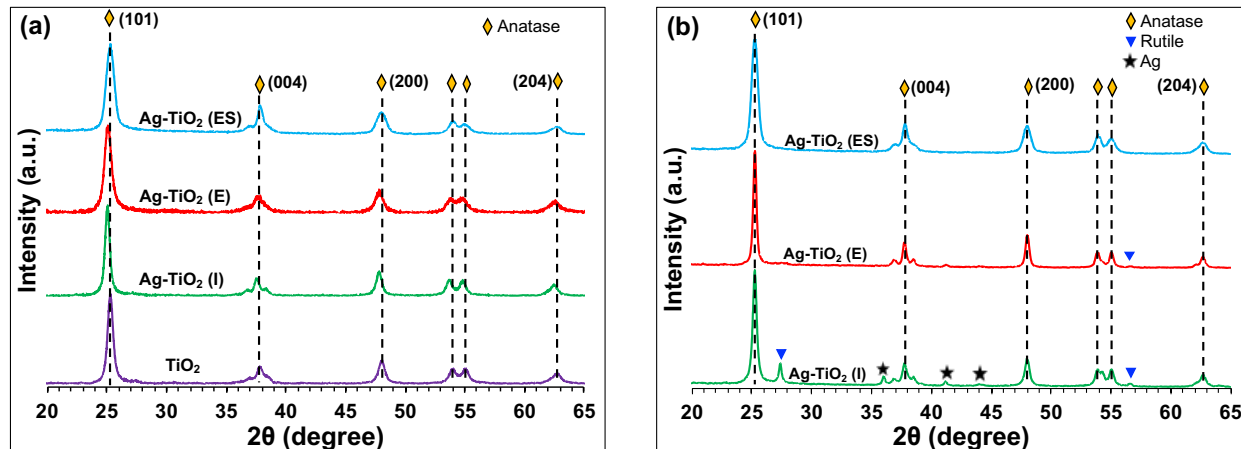 (a)
(101)
Anatase
(004)
(200)
(204)
Ag-TiO₂ (ES)
Ag-TiO₂ (E)
Ag-TiO₂ (I)
TiO₂
Intensity (a.u.)
20 25 30 35 40 45 50 55 60 65
2θ (degree)
(b)
(101)
Anatase
Rutile
Ag
(004)
(200)
(204)
Ag-TiO₂ (ES)
Ag-TiO₂ (E)
Ag-TiO₂ (I)
Intensity (a.u.)
20 25 30 35 40 45 50 55 60 65
2θ (degree)